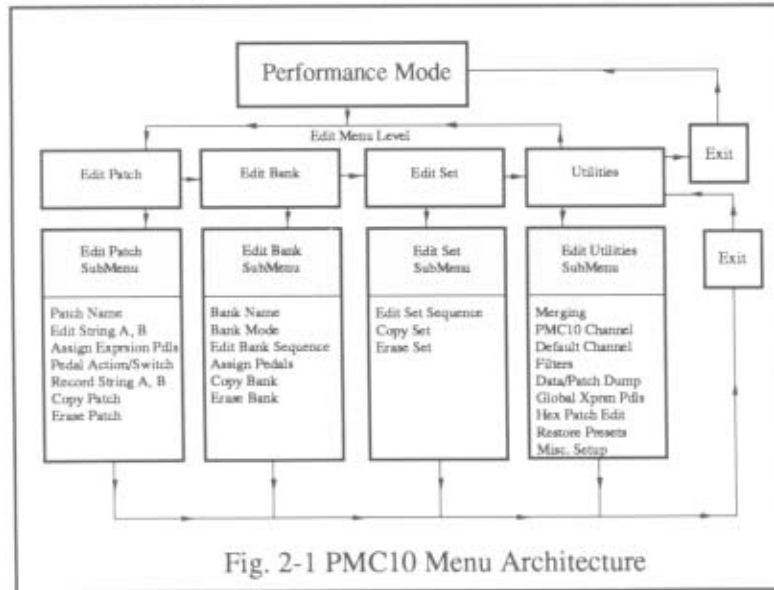 Performance Mode
Edit Menu Level
Exit
Edit Patch
Edit Bank
Edit Set
Utilities
Exit
Edit Patch
SubMenu
Patch Name
Edit String A, B
Assign Exprsion Pdls
Pedal Action/Switch
Record String A, B
Copy Patch
Erase Patch
Edit Bank
SubMenu
Bank Name
Bank Mode
Edit Bank Sequence
Assign Pedals
Copy Bank
Erase Bank
Edit Set
SubMenu
Edit Set Sequence
Copy Set
Erase Set
Edit Utilities
SubMenu
Merging
PMC10 Channel
Default Channel
Filters
Data/Patch Dump
Global Xprsn Pdls
Hex Patch Edit
Restore Presets
Misc. Setup
Fig. 2-1 PMC10 Menu Architecture